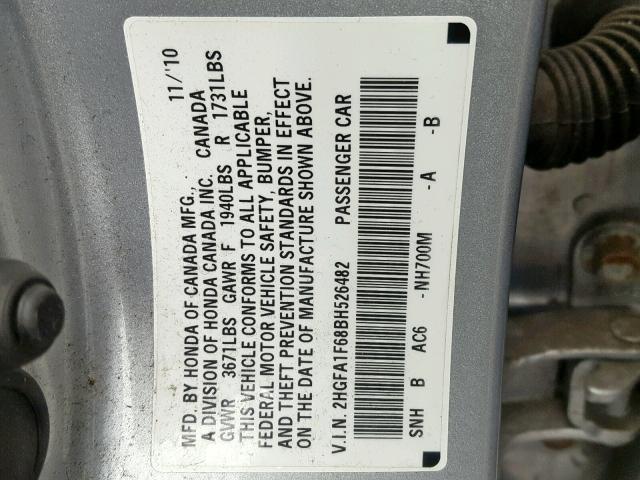 MFD. BY HONDA OF CANADA MFG., 11/'10
A DIVISION OF HONDA CANADA INC. CANADA
GVWR 3671LBS GAWR F 1940LBS R 1731LBS
THIS VEHICLE CONFORMS TO ALL APPLICABLE
FEDERAL MOTOR VEHICLE SAFETY, BUMPER,
AND THEFT PREVENTION STANDARDS IN EFFECT
ON THE DATE OF MANUFACTURE SHOWN ABOVE.
V.I.N. 2HGFA1F68BH526482 PASSENGER CAR
SNH B AC6 -NH700M -A -B